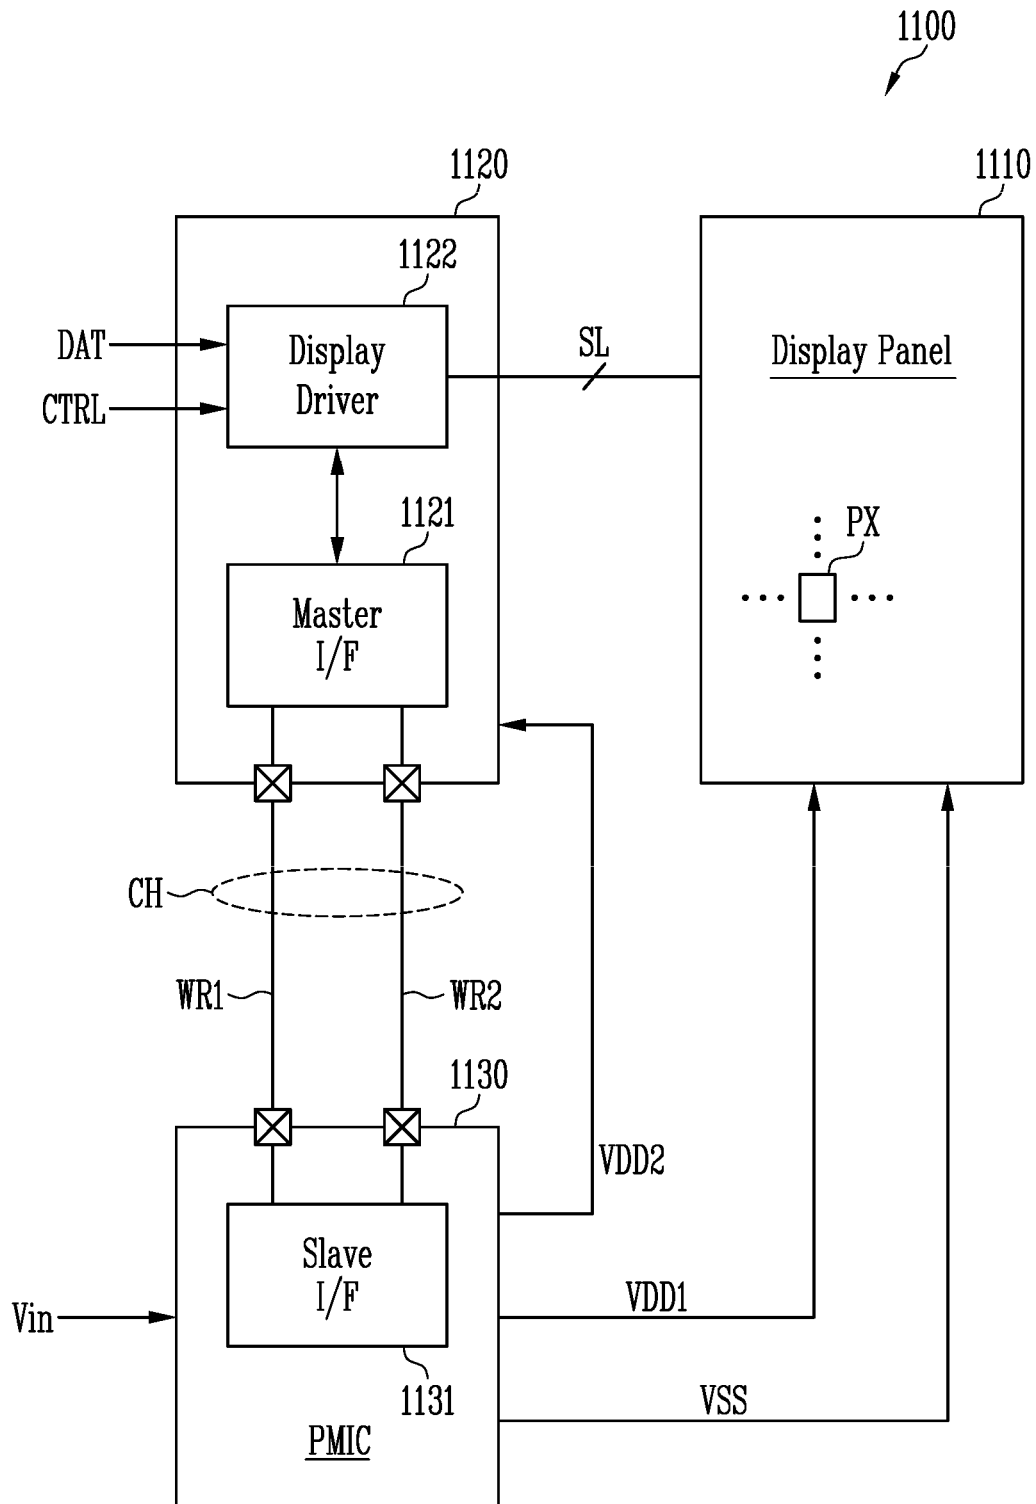 1100
1120
1110
1122
DAT
CTRL
Display
Driver
SL
Display Panel
1121
PX
Master
I/F
CH
WR1
WR2
1130
VDD2
Slave
I/F
Vin
VDD1
1131
VSS
PMIC